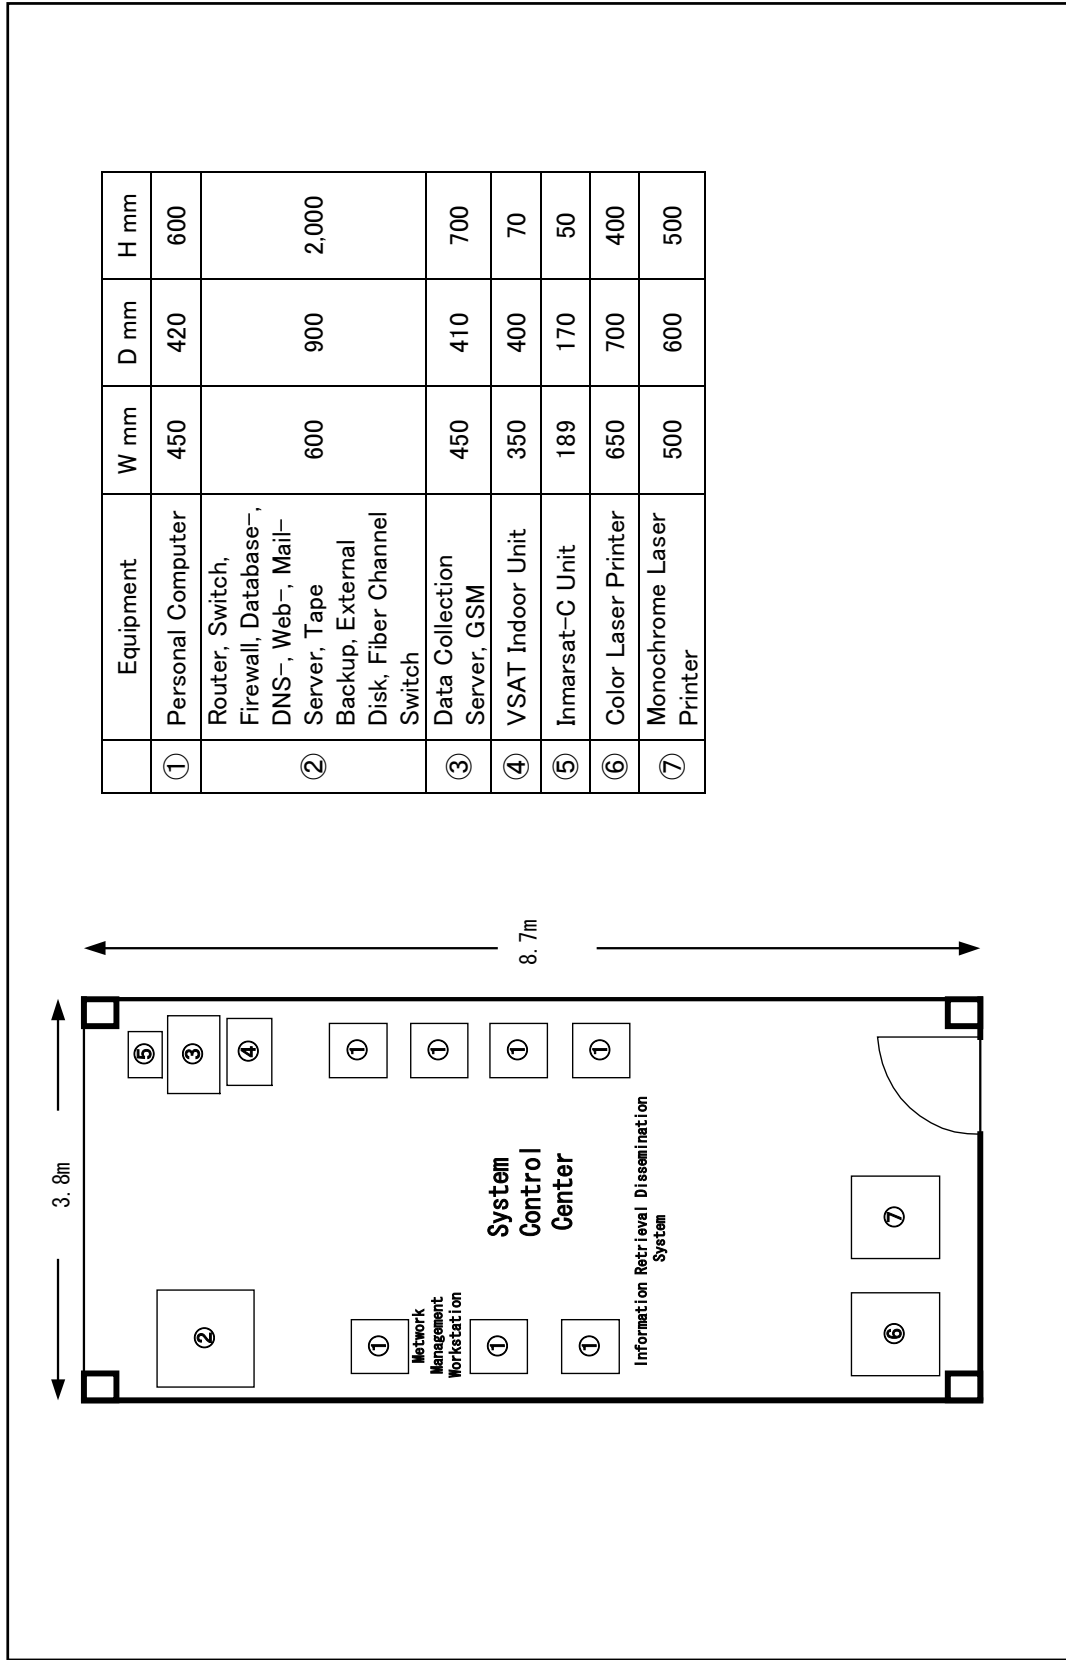 3.8m
8.7m
②
⑤
③
④
①
①
①
①
①
Metwork
Management
Workstation
①
①
System
Control
Center
Information Retrieval Dissemination
System
⑥
⑦
Equipment W mm D mm H mm
① Personal Computer 450 420 600
② Router, Switch,
Firewall, Database-,
DNS-, Web-, Mail-
Server, Tape
Backup, External
Disk, Fiber Channel
Switch
600 900 2,000
③ Data Collection
Server, GSM
450 410 700
④ VSAT Indoor Unit 350 400 70
⑤ Inmarsat-C Unit 189 170 50
⑥ Color Laser Printer 650 700 400
⑦ Monochrome Laser
Printer
500 600 500